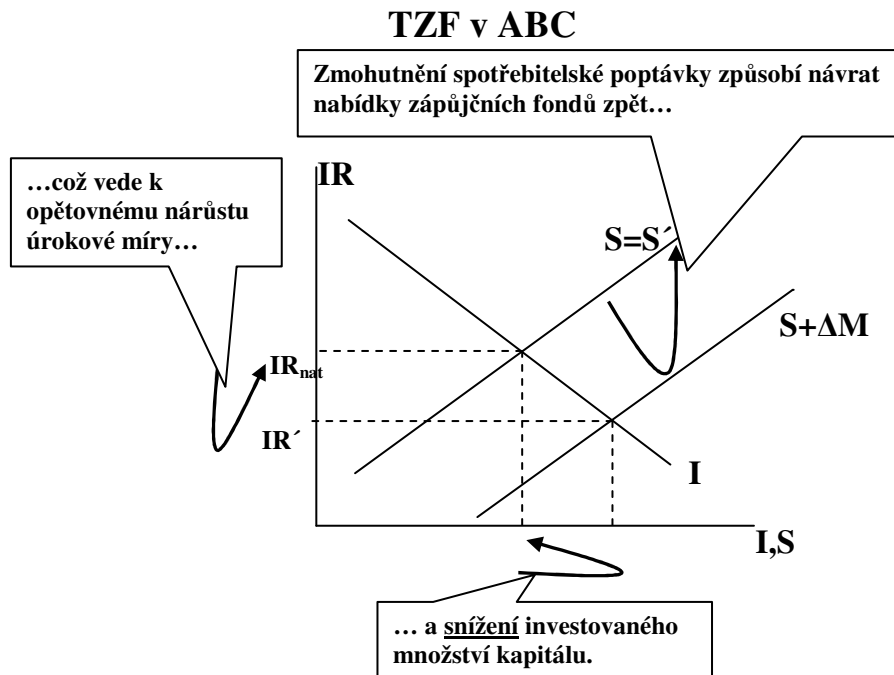 TZF v ABC
Zmohutnění spotřebitelské poptávky způsobí návrat
nabídky zápůjčních fondů zpět…
…což vede k
opětovnému nárůstu
úrokové míry…
IR
S=S´
S+ΔM
IRnat
IR´
I
I,S
… a snížení investovaného
množství kapitálu.